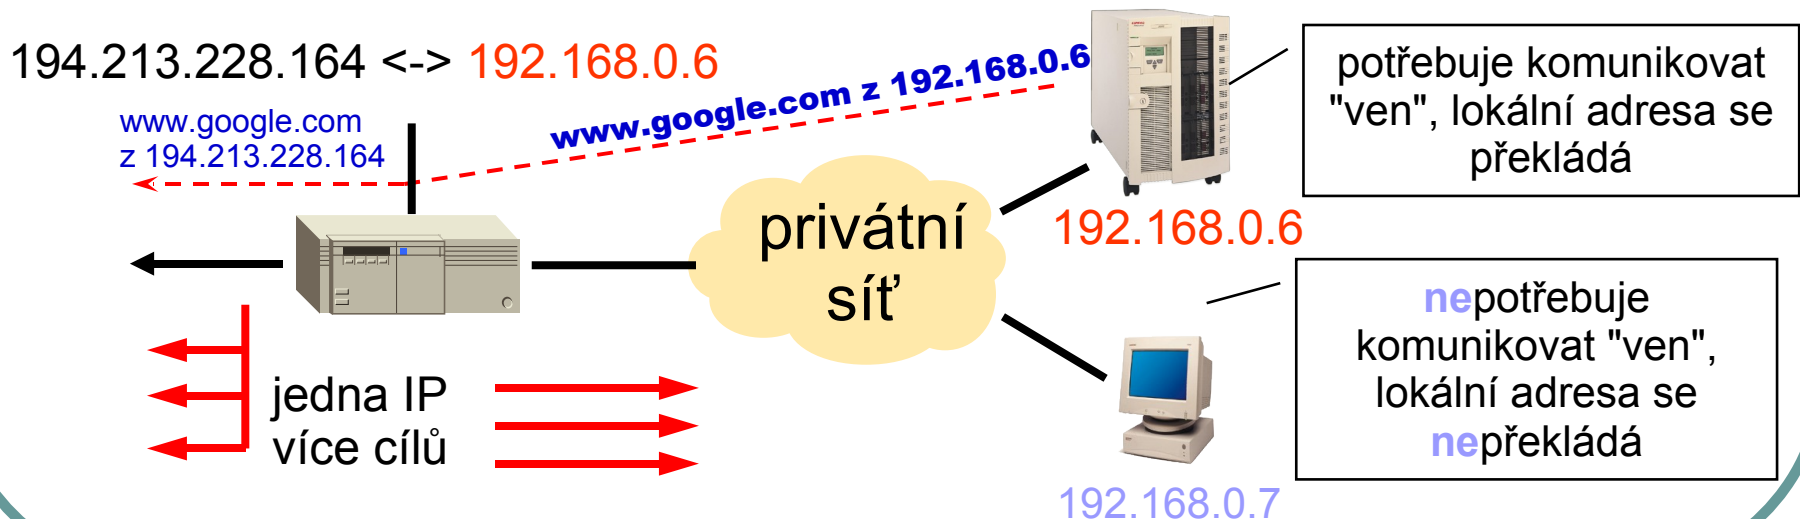 194.213.228.164 <-> 192.168.0.6
www.google.com
z 194.213.228.164
www.google.com z 192.168.0.6
potřebuje komunikovat
"ven", lokální adresa se
překládá
privátní
síť
192.168.0.6
nepotřebuje
komunikovat "ven",
lokální adresa se
nepřekládá
jedna IP
více cílů
192.168.0.7